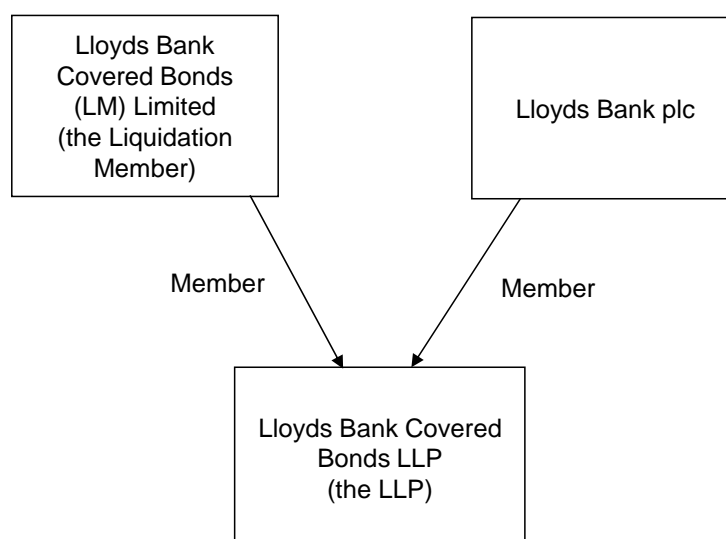 Lloyds Bank
Covered Bonds
(LM) Limited
(the Liquidation
Member)
Lloyds Bank plc
Member
Member
Lloyds Bank Covered
Bonds LLP
(the LLP)